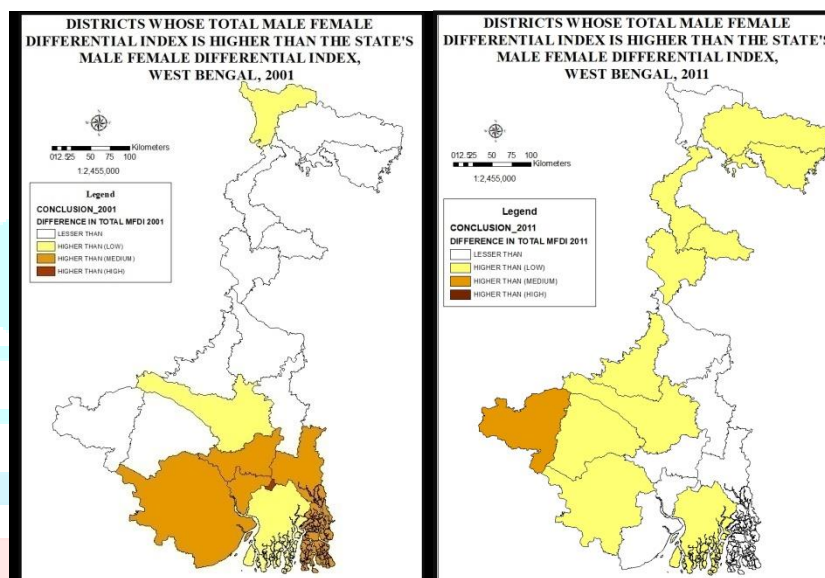 DISTRICTS WHOSE TOTAL MALE FEMALE
DIFFERENTIAL INDEX IS HIGHER THAN THE STATE'S
MALE FEMALE DIFFERENTIAL INDEX,
WEST BENGAL, 2001
012.525 50 75 100
Kilometers
1:2,455,000
Legend
CONCLUSION_2001
DIFFERENCE IN TOTAL MFDI 2001
LESSER THAN
HIGHER THAN (LOW)
HIGHER THAN (MEDIUM)
HIGHER THAN (HIGH)
DISTRICTS WHOSE TOTAL MALE FEMALE
DIFFERENTIAL INDEX IS HIGHER THAN THE STATE'S
MALE FEMALE DIFFERENTIAL INDEX,
WEST BENGAL, 2011
012.525 50 75 100
Kilometers
1:2,455,000
Legend
CONCLUSION_2011
DIFFERENCE IN TOTAL MFDI 2011
LESSER THAN
HIGHER THAN (LOW)
HIGHER THAN (MEDIUM)
HIGHER THAN (HIGH)